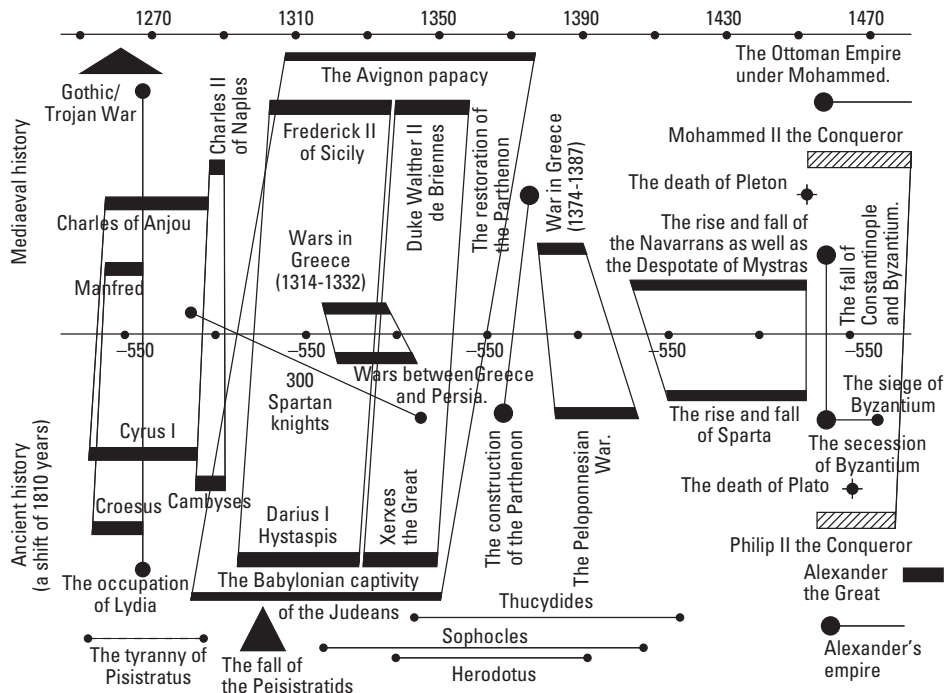 1270 1310 1350 1390 1430 1470
The Avignon papacy
The Ottoman Empire
under Mohammed.
Gothic/
Trojan War
Charles II
of Naples
Frederick II
of Sicily
Duke Walther II
de Briennes
The restoration of
the Parthenon
War in Greece
(1374-1387)
Mohammed II the Conqueror
The death of Pleton
Mediaeval history
Charles of Anjou
Manfred
Wars in
Greece
(1314-1332)
The rise and fall of
the Navarrans as well as
the Despotate of Mystras
The fall of
Constantinople
and Byzantium.
–550 –550 –550 –550 –550
300
Spartan
knights
Wars betweenGreece
and Persia.
The siege of
Byzantium
The rise and fall
of Sparta
The secession
of Byzantium
Cyrus I
Ancient history
(a shift of 1810 years)
Croesus
Cambyses
Darius I
Hystaspis
Xerxes
the Great
The construction
of the Parthenon
The Peloponnesian
War.
The death of Plato
Philip II the Conqueror
The occupation
of Lydia
The Babylonian captivity
of the Judeans
Alexander
the Great
Thucydides
Sophocles
Herodotus
The tyranny of
Pisistratus
The fall of
the Peisistratids
Alexander's
empire